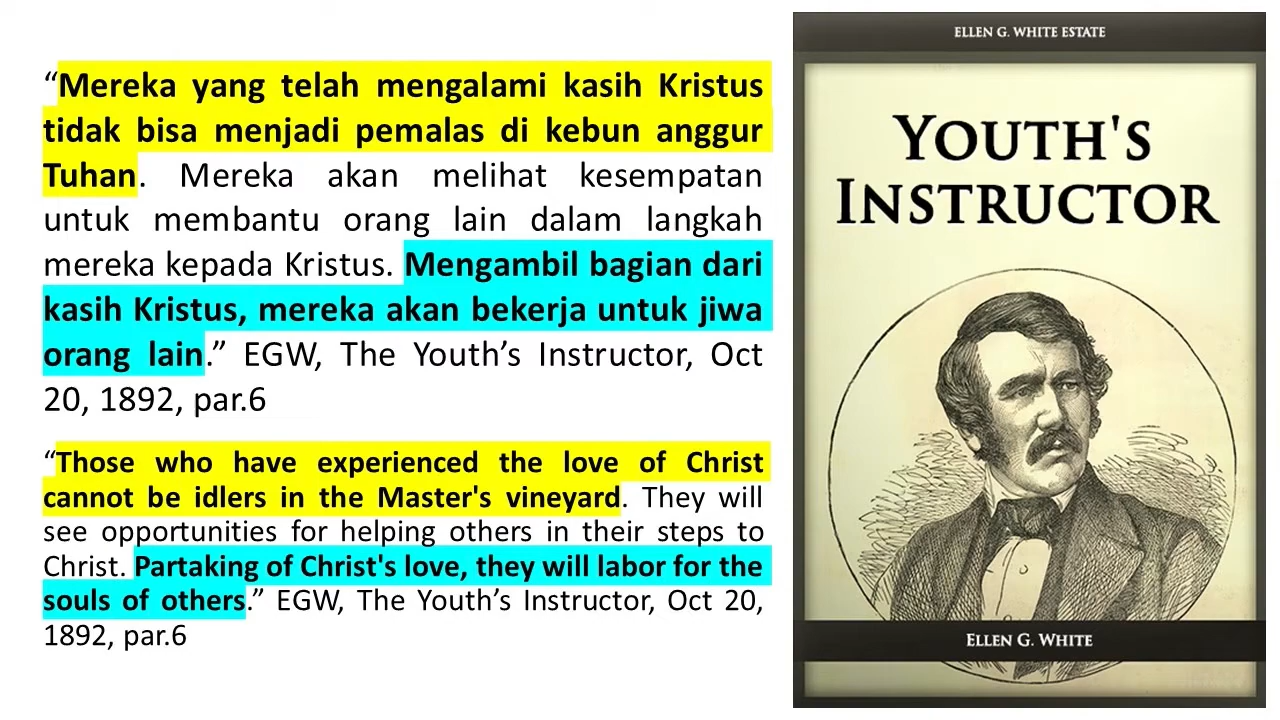 “Mereka yang telah mengalami kasih Kristus
tidak bisa menjadi pemalas di kebun anggur
Tuhan. Mereka akan melihat kesempatan
untuk membantu orang lain dalam langkah
mereka kepada Kristus. Mengambil bagian dari
kasih Kristus, mereka akan bekerja untuk jiwa
orang lain.” EGW, The Youth’s Instructor, Oct
20, 1892, par.6
“Those who have experienced the love of Christ
cannot be idlers in the Master's vineyard. They will
see opportunities for helping others in their steps to
Christ. Partaking of Christ's love, they will labor for the
souls of others.” EGW, The Youth’s Instructor, Oct 20,
1892, par.6
ELLEN G. WHITE ESTATE
YOUTH'S
INSTRUCTOR
ELLEN G. WHITE